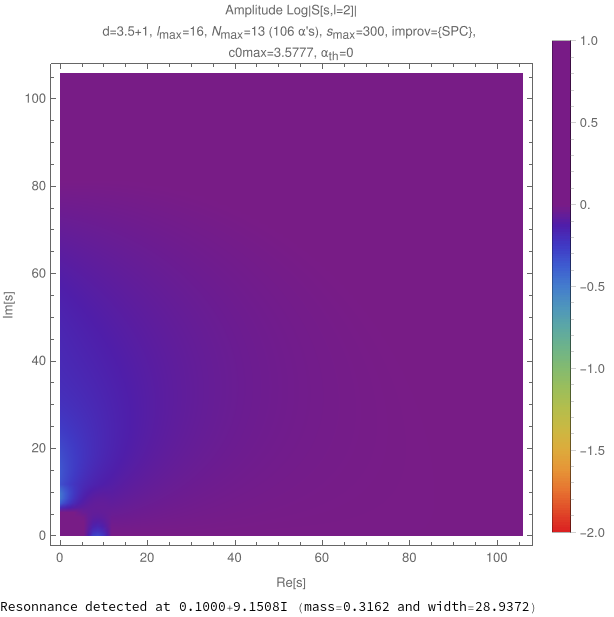 Amplitude Log|S[s,l=2]|
d=3.5+1, lmax=16, Nmax=13 (106 α's), smax=300, improv={SPC},
c0max=3.5777, αth=0
1.0
0.5
0.
−0.5
−1.0
−1.5
−2.0
100
80
60
40
20
0
Im[s]
0 20 40 60 80 100
Re[s]
Resonnance detected at 0.1000+9.1508I (mass=0.3162 and width=28.9372)